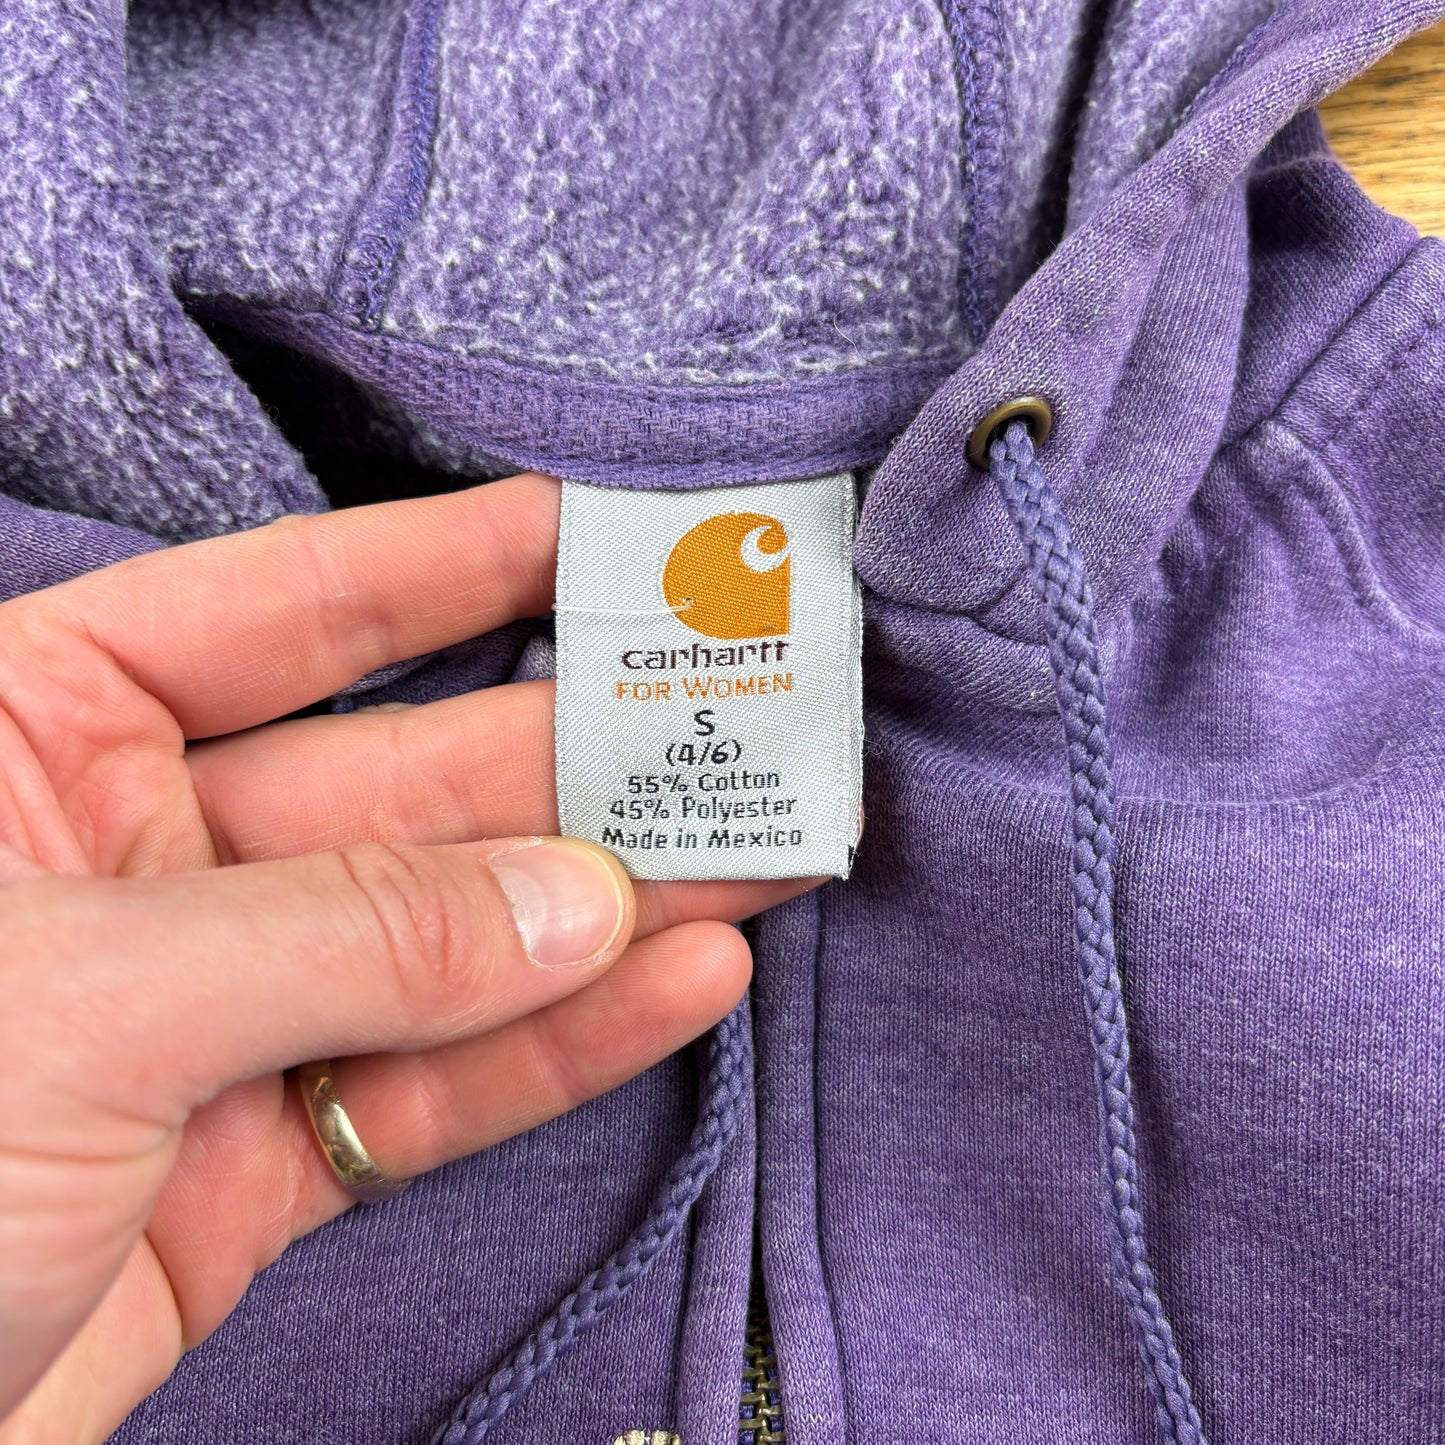 carhartt
FOR WOMEN
S
(4/6)
55% Cotton
45% Polyester
Made in Mexico